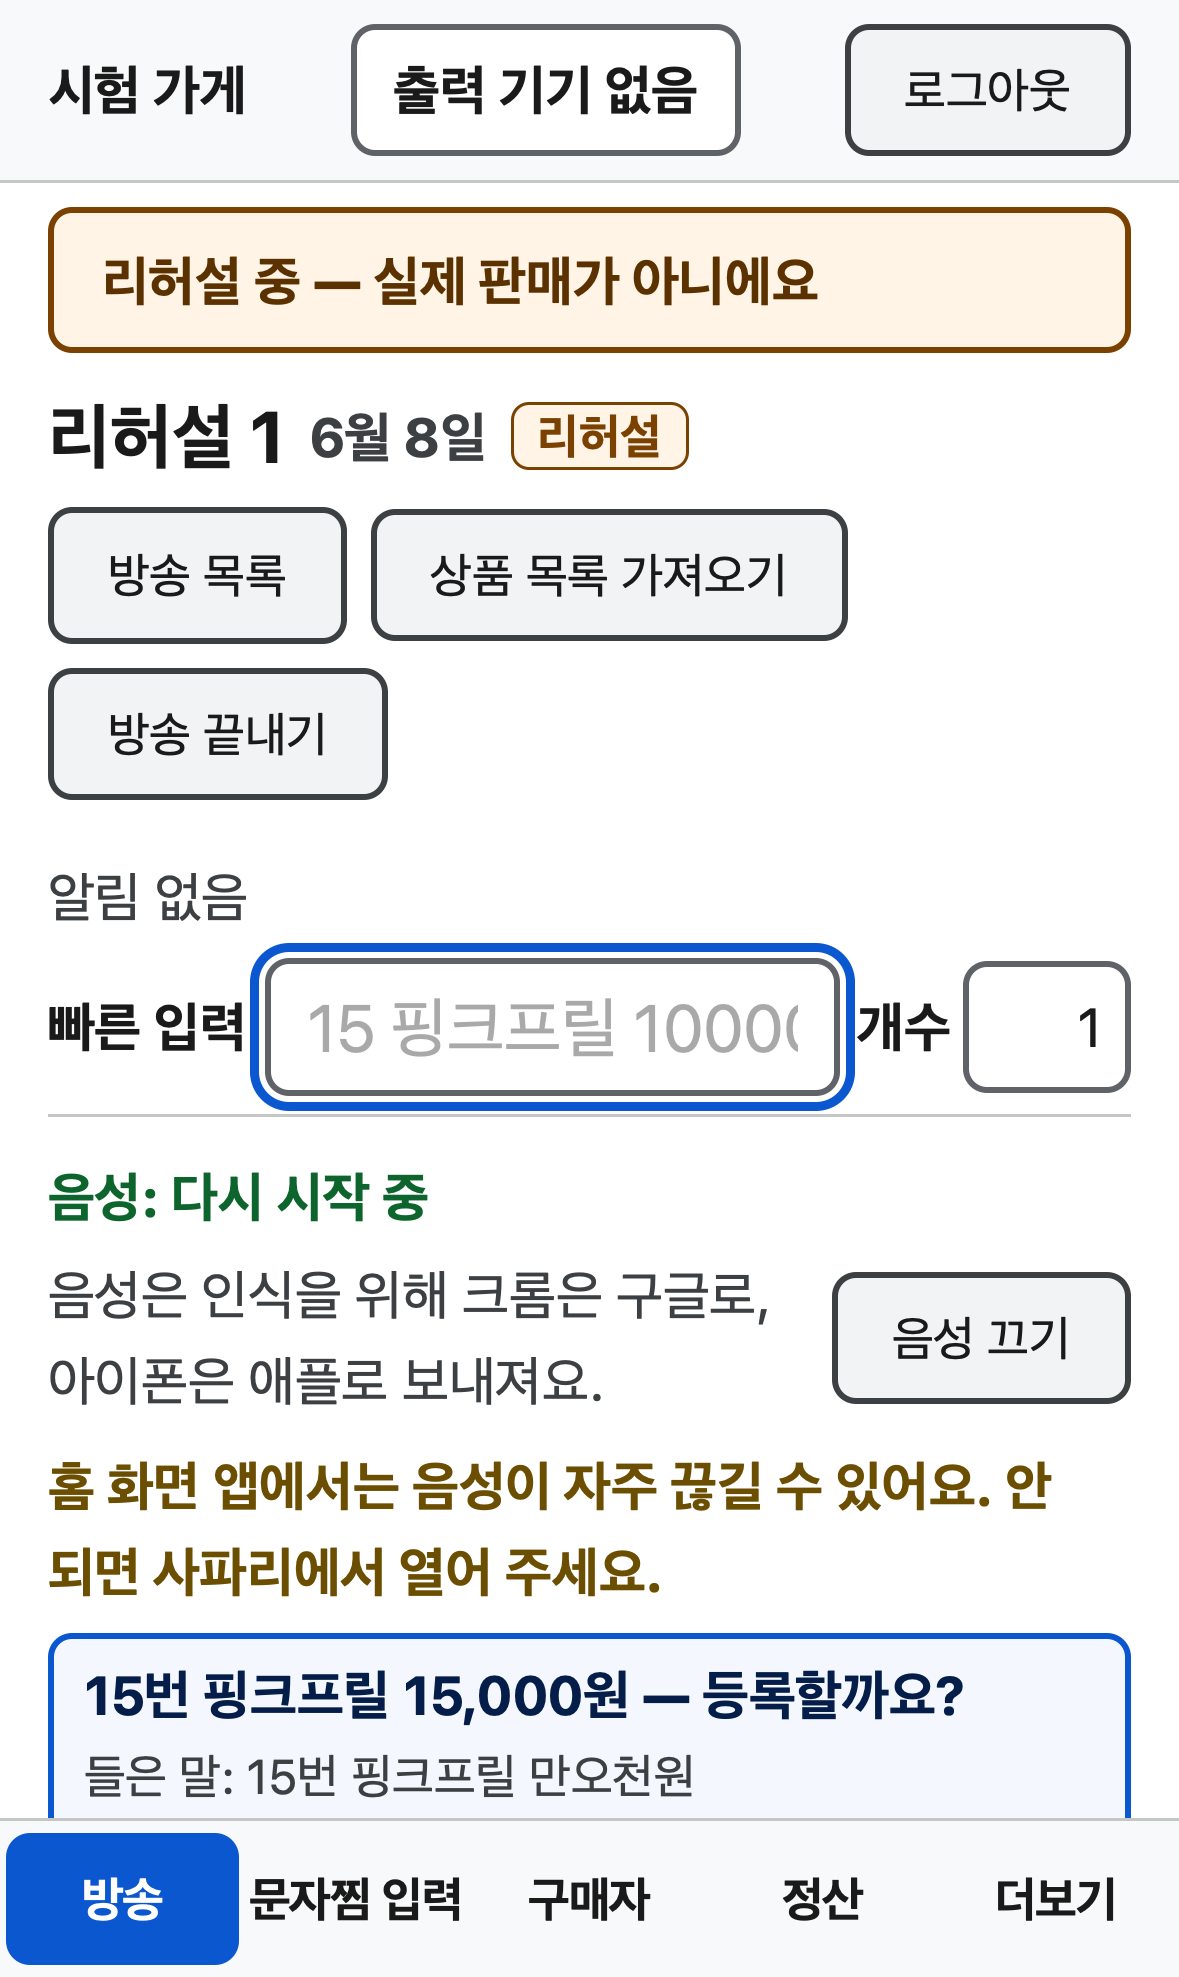 시험 가게
출력 기기 없음
로그아웃
리허설 중 — 실제 판매가 아니에요
리허설 1 6월 8일 리허설
방송 목록
상품 목록 가져오기
방송 끝내기
알림 없음
빠른 입력 15 핑크프릴 1000 개수 1
음성: 다시 시작 중
음성은 인식을 위해 크롬은 구글로,
아이폰은 애플로 보내져요.
음성 끄기
홈 화면 앱에서는 음성이 자주 끊길 수 있어요. 안
되면 사파리에서 열어 주세요.
15번 핑크프릴 15,000원 — 등록할까요?
들은 말: 15번 핑크프릴 만오천원
방송
문자찜 입력
구매자
정산
더보기